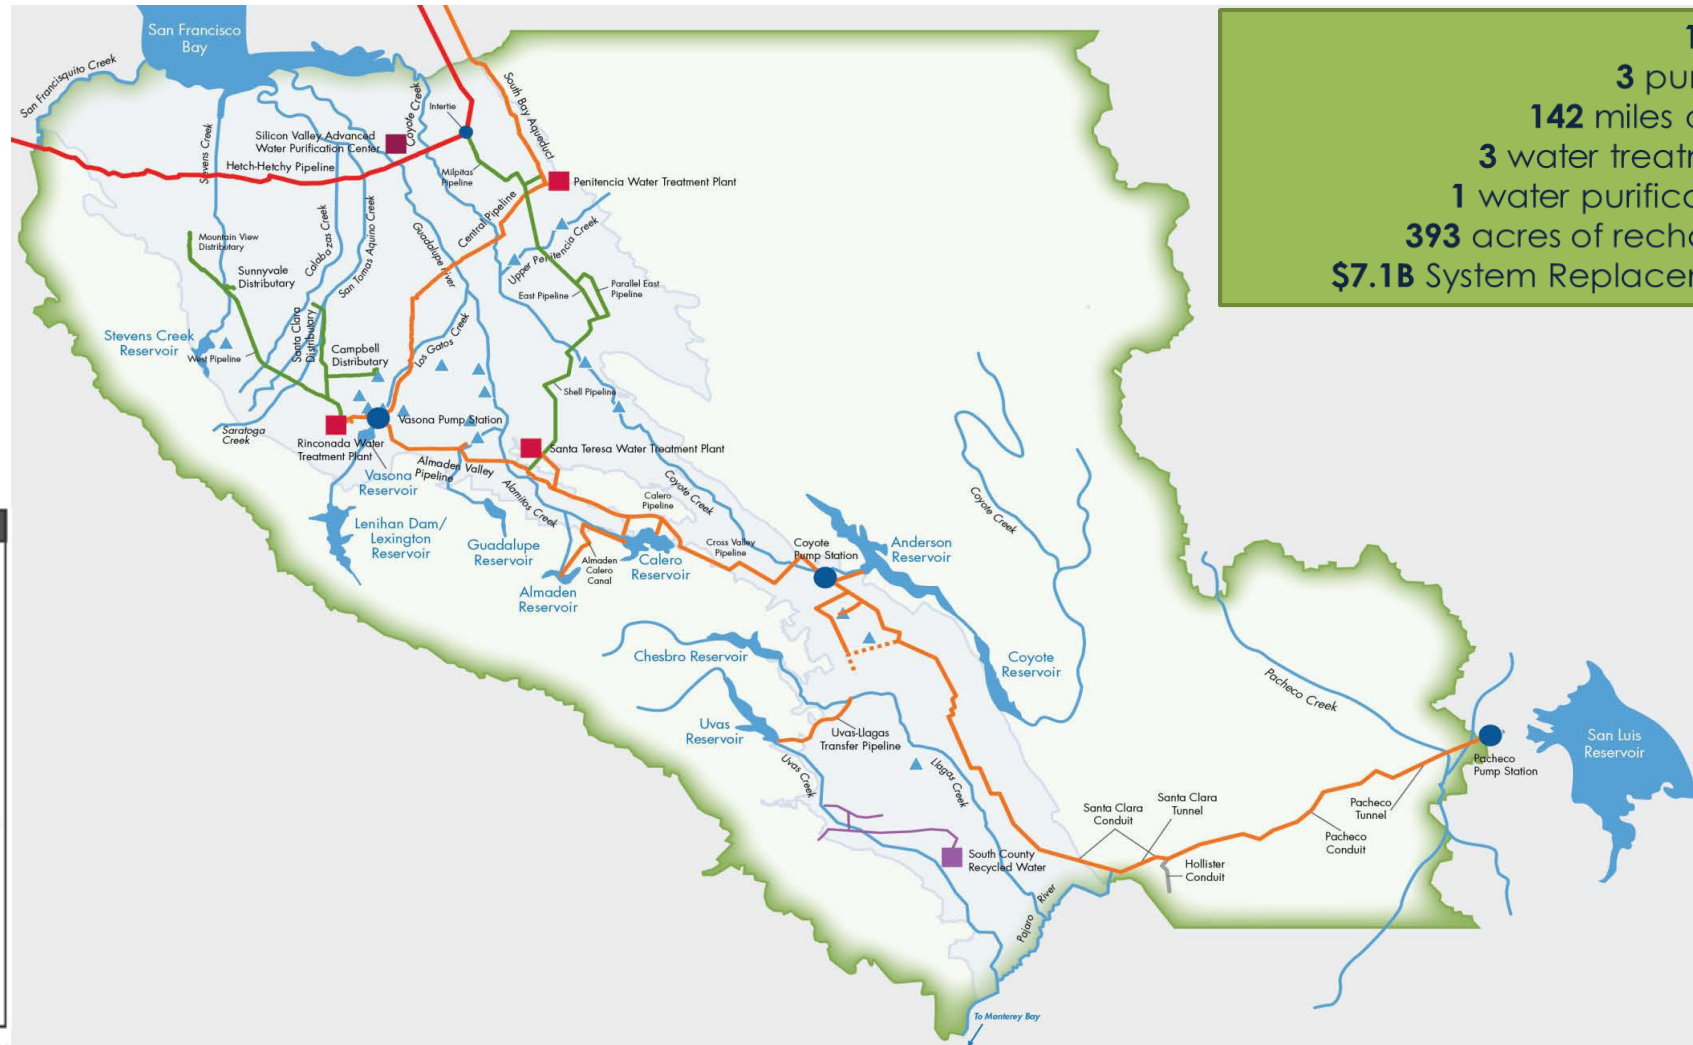 San Francisco
Bay
San Francisquito Creek
Stevens Creek
Silicon Valley Advanced
Water Purification Center
Coyote Creek
Intertie
South Bay Aqueduct
Hetch-Hetchy Pipeline
Milpitas
Pipeline
Penitencia Water Treatment Plant
Central Pipeline
Upper Penitencia Creek
Mountain View
Distributary
Sunnyvale
Distributary
Calabazas Creek
San Tomas Aquino Creek
Guadalupe River
East Pipeline
Parallel East
Pipeline
Stevens Creek
Reservoir
West Pipeline
Santa Clara
Distributary
Campbell
Distributary
Los Gatos Creek
Shell Pipeline
Saratoga
Creek
Rinconada Water
Treatment Plant
Vasona Pump Station
Santa Teresa Water Treatment Plant
Vasona
Reservoir
Almaden Valley
Pipeline
Alamitos Creek
Calero
Pipeline
Coyote Creek
Coyote Creek
Lenihan Dam/
Lexington
Reservoir
Guadalupe
Reservoir
Almaden
Calero
Canal
Calero
Reservoir
Cross Valley
Pipeline
Coyote
Pump Station
Anderson
Reservoir
Almaden
Reservoir
Chesbro Reservoir
Coyote
Reservoir
Uvas
Reservoir
Uvas-Llagas
Transfer Pipeline
Uvas Creek
Llagas Creek
Pacheco Creek
San Luis
Reservoir
Pacheco
Pump Station
Santa Clara
Conduit
Santa Clara
Tunnel
Pacheco
Tunnel
Pacheco
Conduit
Hollister
Conduit
South County
Recycled Water
Pajaro River
To Monterey Bay
3 pu
142 miles
3 water treat
1 water purific
393 acres of rech
$7.1B System Replace